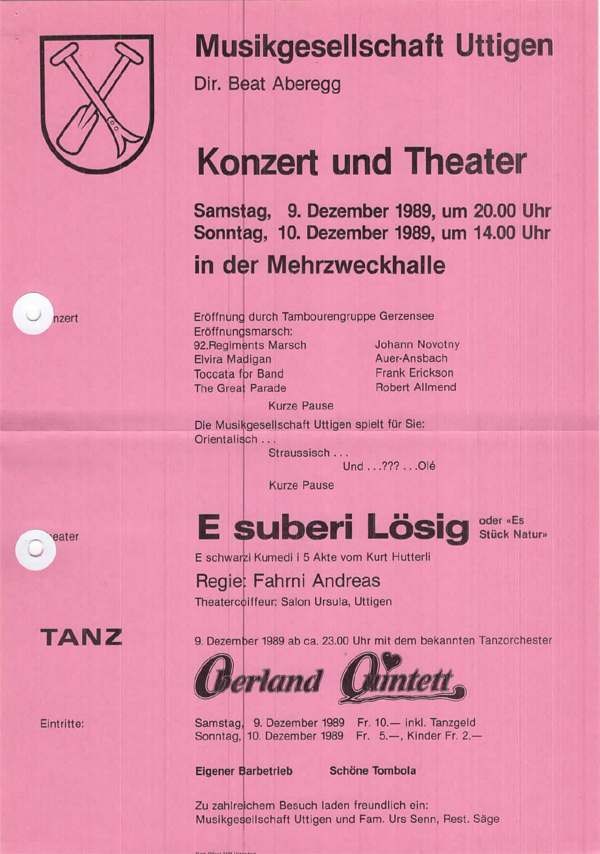 Musikgesellschaft Uttigen
Dir. Beat Aberegg
Konzert und Theater
Samstag, 9. Dezember 1989, um 20.00 Uhr
Sonntag, 10. Dezember 1989, um 14.00 Uhr
in der Mehrzweckhalle
nzert
Eröffnung durch Tambourengruppe Gerzensee
Eröffnungsmarsch:
92.Regiments Marsch Johann Novotny
Elvira Madigan Auer-Ansbach
Toccata for Band Frank Erickson
The Great Parade Robert Allmend
Kurze Pause
Die Musikgesellschaft Uttigen spielt für Sie:
Orientalisch . . .
Straussisch . . .
Und . . .??? . . .Olé
Kurze Pause
eater
E suberi Lösig oder «Es
Stück Natur»
E schwarzi Kumedi i 5 Akte vom Kurt Hutterli
Regie: Fahrni Andreas
Theatercoiffeur: Salon Ursula, Uttigen
TANZ
9. Dezember 1989 ab ca. 23.00 Uhr mit dem bekannten Tanzorchester
Oberland Quintett
Eintritte:
Samstag, 9. Dezember 1989 Fr. 10.— inkl. Tanzgeld
Sonntag, 10. Dezember 1989 Fr. 5.—, Kinder Fr. 2.—
Eigener Barbetrieb Schöne Tombola
Zu zahlreichem Besuch laden freundlich ein:
Musikgesellschaft Uttigen und Fam. Urs Senn, Rest. Säge